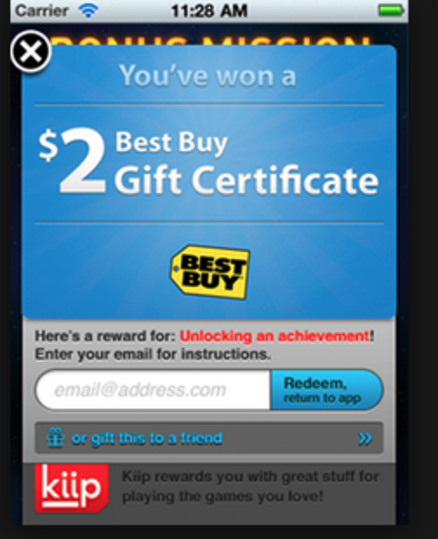 Carrier 11:28 AM
BONUS MISSION
You've won a
$2 Best Buy
Gift Certificate
BEST
BUY
Here's a reward for: Unlocking an achievement!
Enter your email for instructions.
email@address.com
Redeem,
return to app
or gift this to a friend »
kiip
Kiip rewards you with great stuff for
playing the games you love!